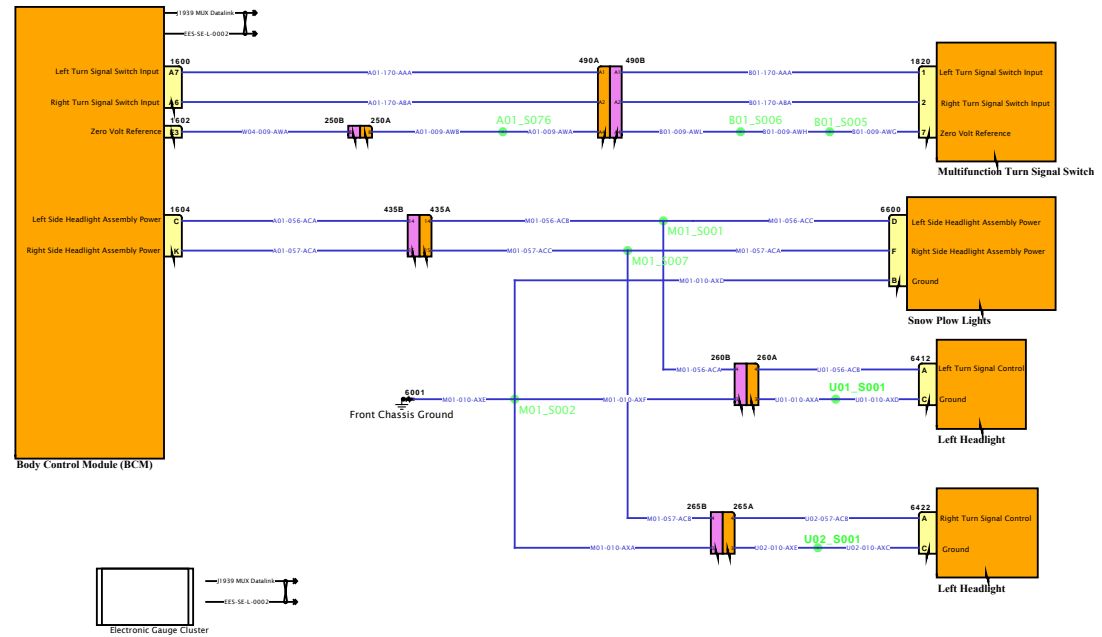 J1939 MUX Datalink
EES-SE-L-0002
1600
490A
490B
1820
Left Turn Signal Switch Input
A7
A01-170-AAA
A1
A1
B01-170-AAA
1
Left Turn Signal Switch Input
Right Turn Signal Switch Input
A6
A01-170-ABA
A2
A2
B01-170-ABA
2
Right Turn Signal Switch Input
1602
250B
250A
A01_S076
B01_S006
B01_S005
Zero Volt Reference
E3
W04-009-AWA
A01-009-AWB
A01-009-AWA
B01-009-AWL
B01-009-AWH
B01-009-AWG
7
Zero Volt Reference
Multifunction Turn Signal Switch
1604
435B
435A
6600
Left Side Headlight Assembly Power
C
A01-056-ACA
M01-056-ACB
M01-056-ACC
D
Left Side Headlight Assembly Power
M01_S001
Right Side Headlight Assembly Power
K
A01-057-ACA
M01-057-ACC
M01-057-ACA
F
Right Side Headlight Assembly Power
M01_S007
M01-010-AXD
B
Ground
Snow Plow Lights
260B
260A
6412
M01-056-ACA
U01-056-ACB
A
Left Turn Signal Control
U01_S001
6001
M01-010-AXE
M01-010-AXF
U01-010-AXA
U01-010-AXD
C
Ground
Front Chassis Ground
M01_S002
Left Headlight
Body Control Module (BCM)
265B
265A
6422
M01-057-ACB
U02-057-ACB
A
Right Turn Signal Control
U02_S001
M01-010-AXA
U02-010-AXE
U02-010-AXC
C
Ground
Left Headlight
J1939 MUX Datalink
EES-SE-L-0002
Electronic Gauge Cluster